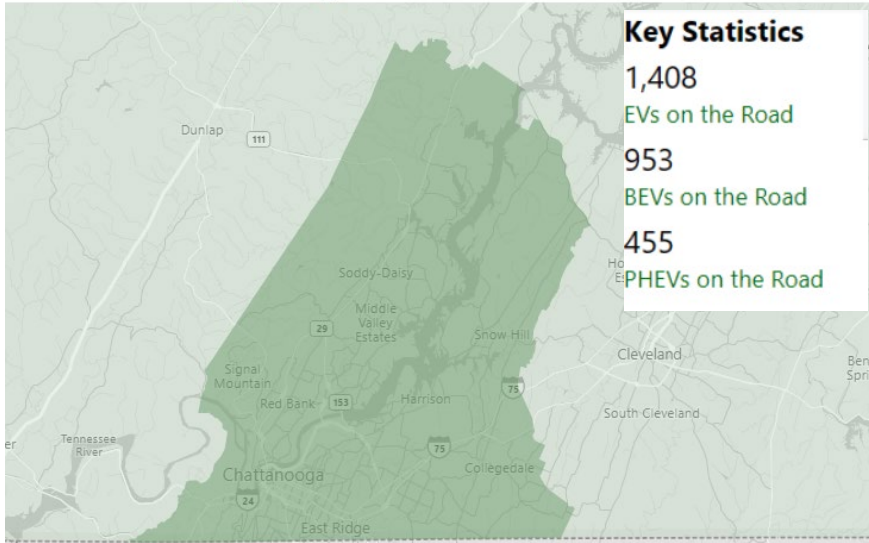 Key Statistics
1,408
EVs on the Road
953
BEVs on the Road
455
PHEVs on the Road
Dunlap
111
Soddy-Daisy
Middle
Valley
Estates
29
Snow Hill
Signal
Mountain
Cleveland
75
Red Bank
153
Harrison
South Cleveland
Tennessee
River
75
Collegedale
Chattanooga
24
East Ridge